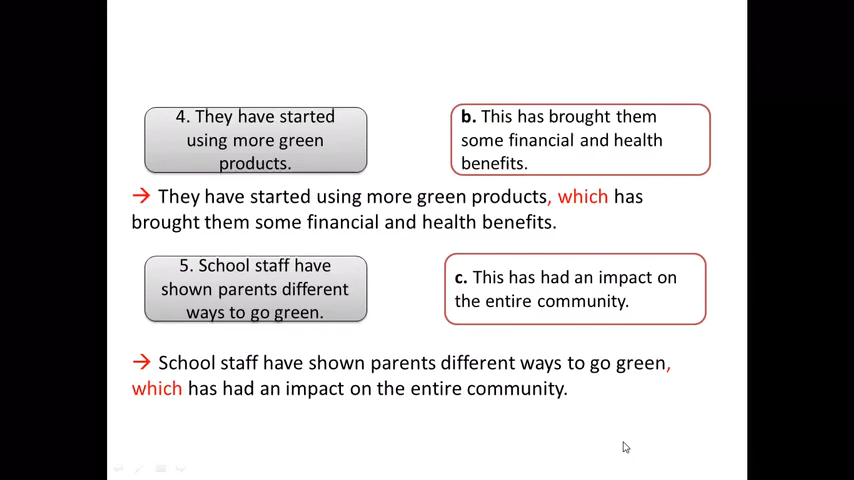 4. They have started
using more green
products.
b. This has brought them
some financial and health
benefits.
→ They have started using more green products, which has
brought them some financial and health benefits.
5. School staff have
shown parents different
ways to go green.
c. This has had an impact on
the entire community.
→ School staff have shown parents different ways to go green,
which has had an impact on the entire community.